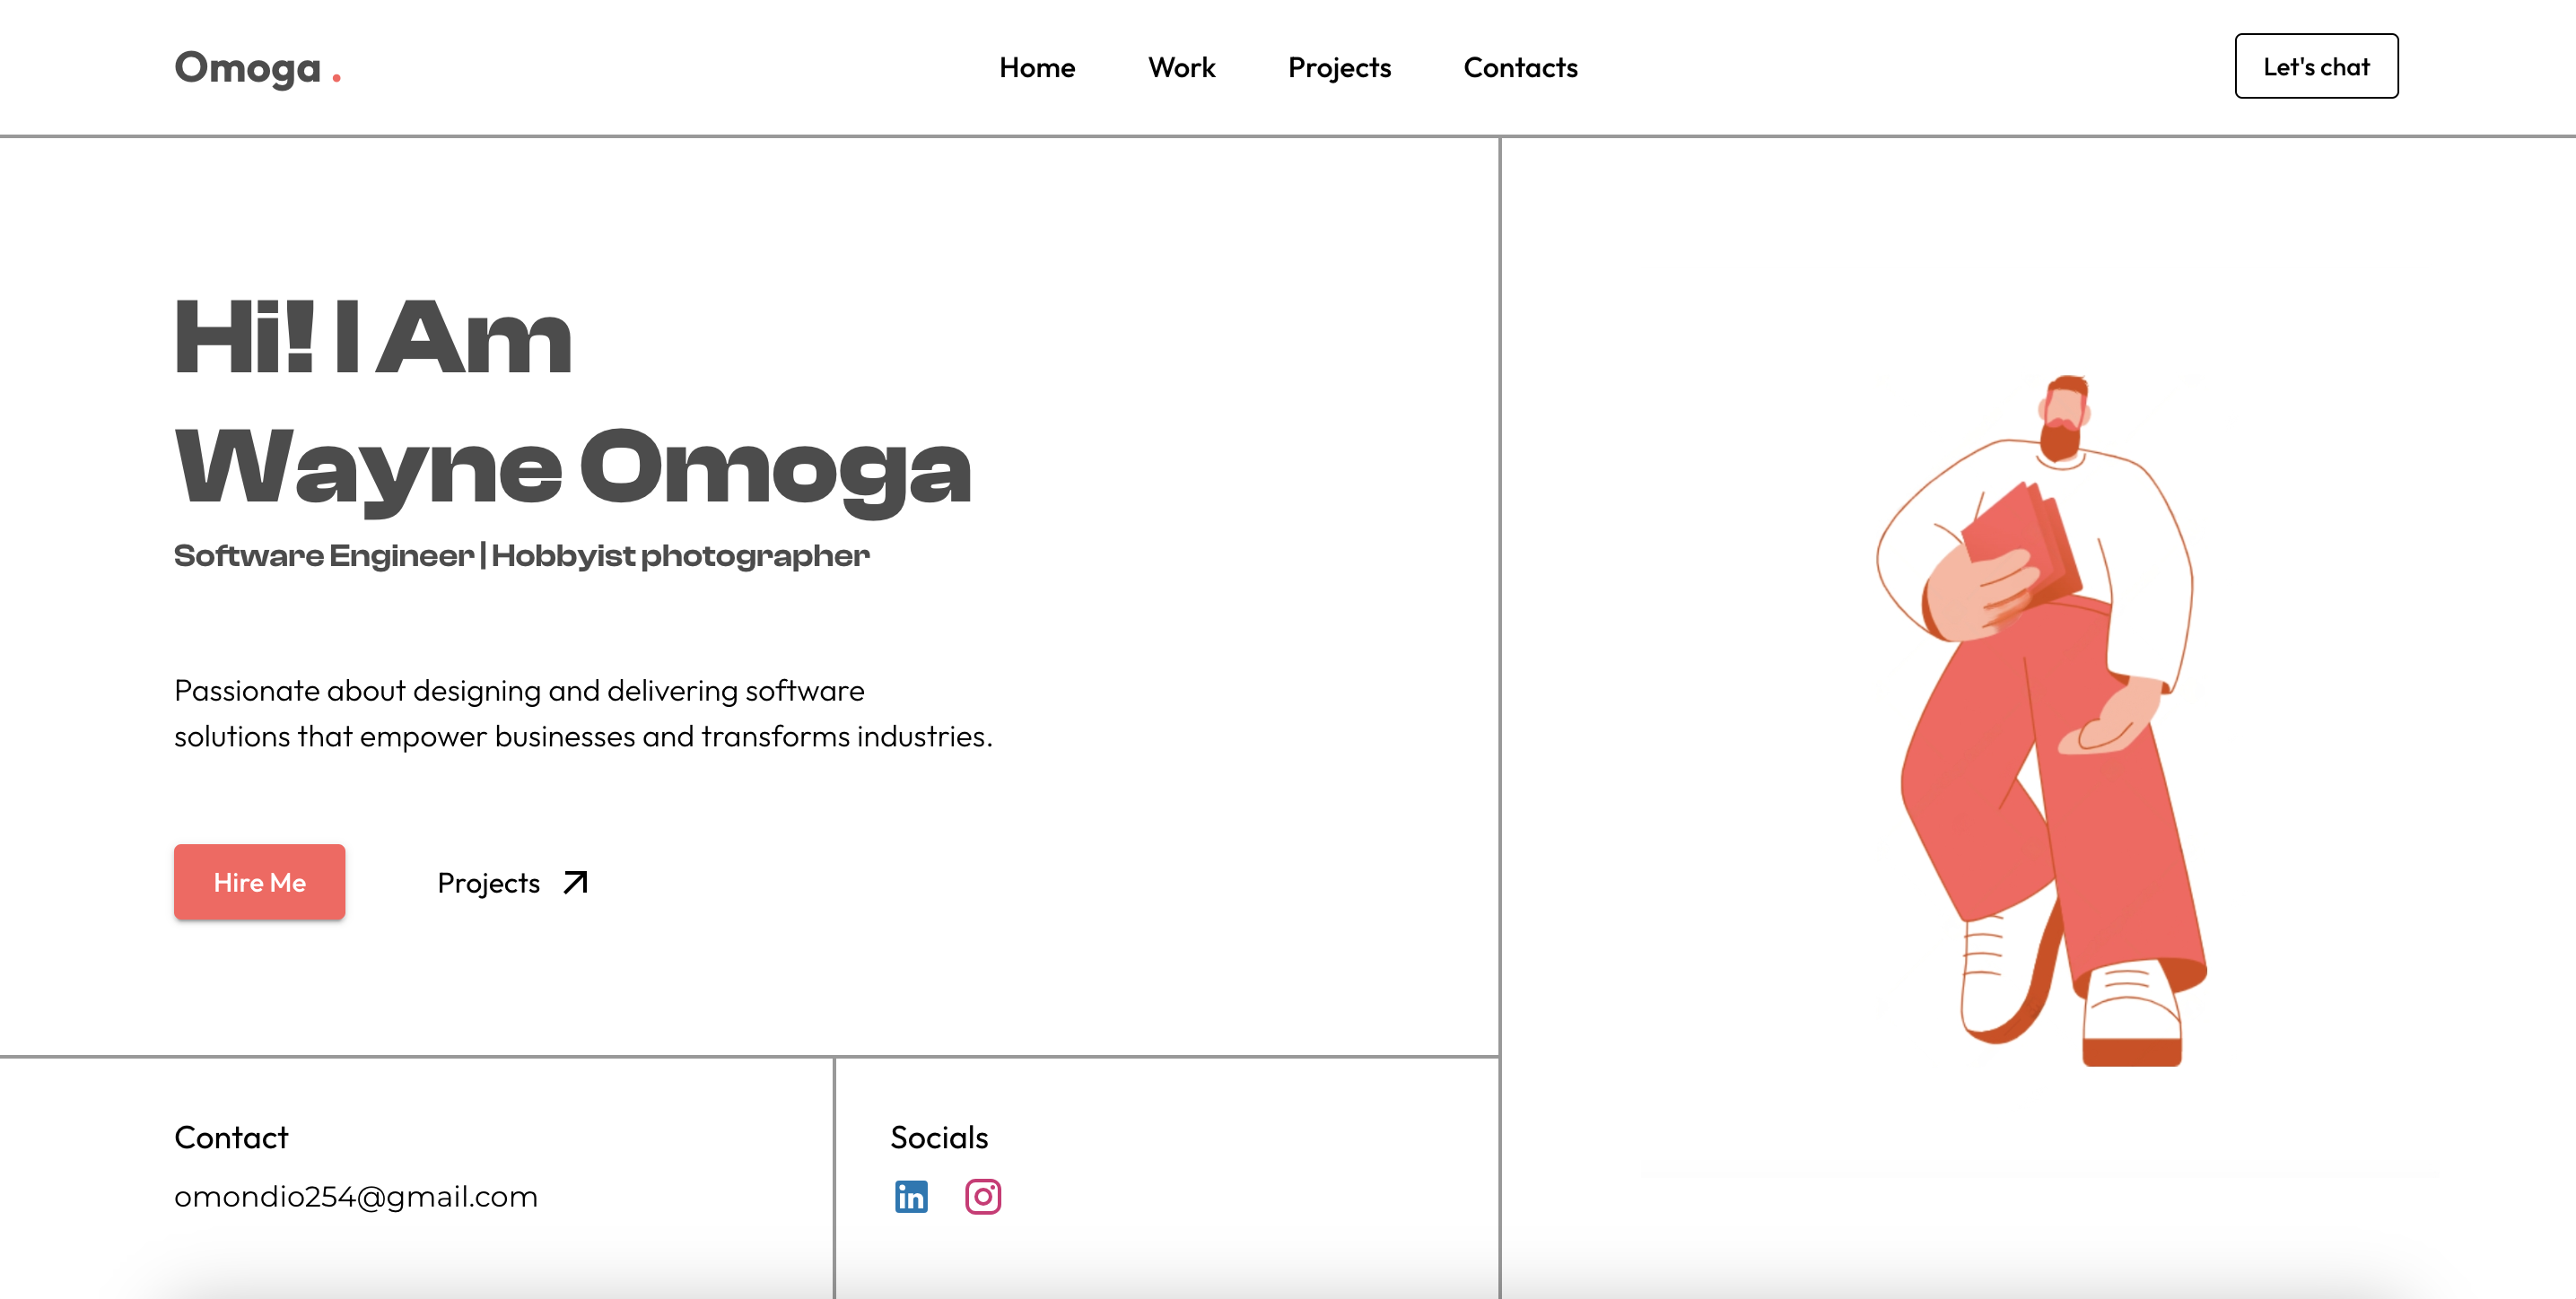 Omoga .
Home Work Projects Contacts
Let's chat
Hi! I Am
Wayne Omoga
Software Engineer | Hobbyist photographer
Passionate about designing and delivering software
solutions that empower businesses and transforms industries.
Hire Me
Projects
Contact
omondio254@gmail.com
Socials
in